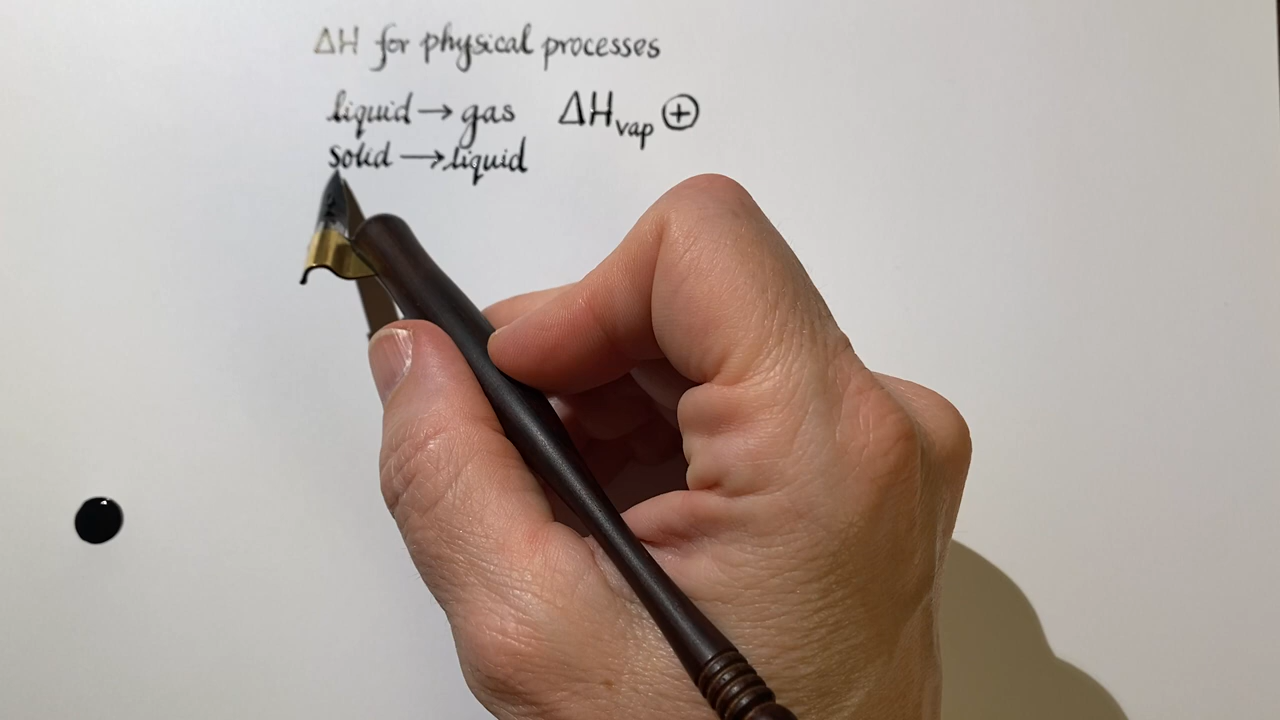 ΔH for physical processes
liquid → gas ΔHvap ⊕
solid → liquid